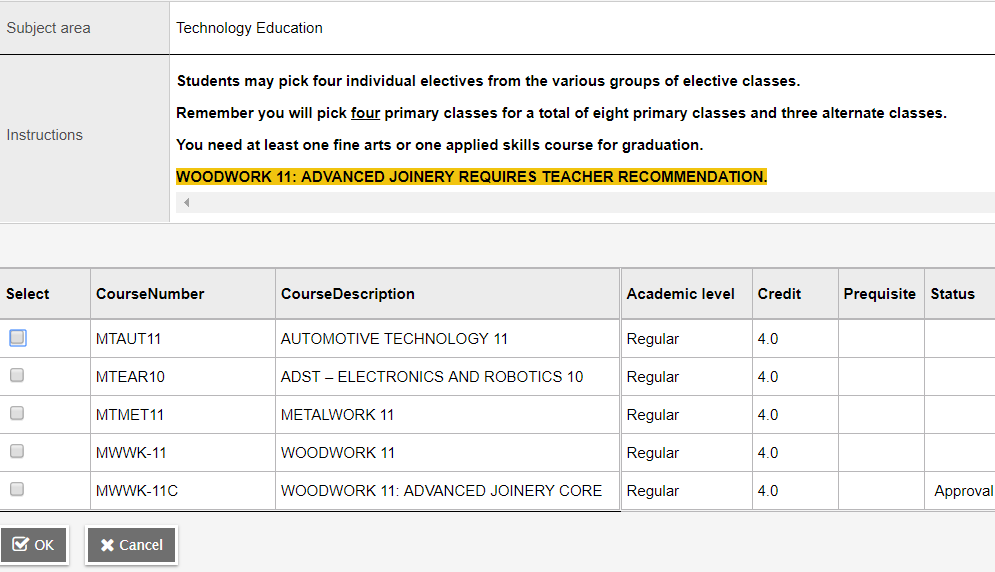 Subject area Technology Education
Students may pick four individual electives from the various groups of elective classes.
Remember you will pick four primary classes for a total of eight primary classes and three alternate classes.
Instructions
You need at least one fine arts or one applied skills course for graduation.
WOODWORK 11: ADVANCED JOINERY REQUIRES TEACHER RECOMMENDATION.
Select CourseNumber CourseDescription Academic level Credit Prequisite Status
MTAUT11 AUTOMOTIVE TECHNOLOGY 11 Regular 4.0
MTEAR10 ADST – ELECTRONICS AND ROBOTICS 10 Regular 4.0
MTMET11 METALWORK 11 Regular 4.0
MWWK-11 WOODWORK 11 Regular 4.0
MWWK-11C WOODWORK 11: ADVANCED JOINERY CORE Regular 4.0 Approval
OK Cancel